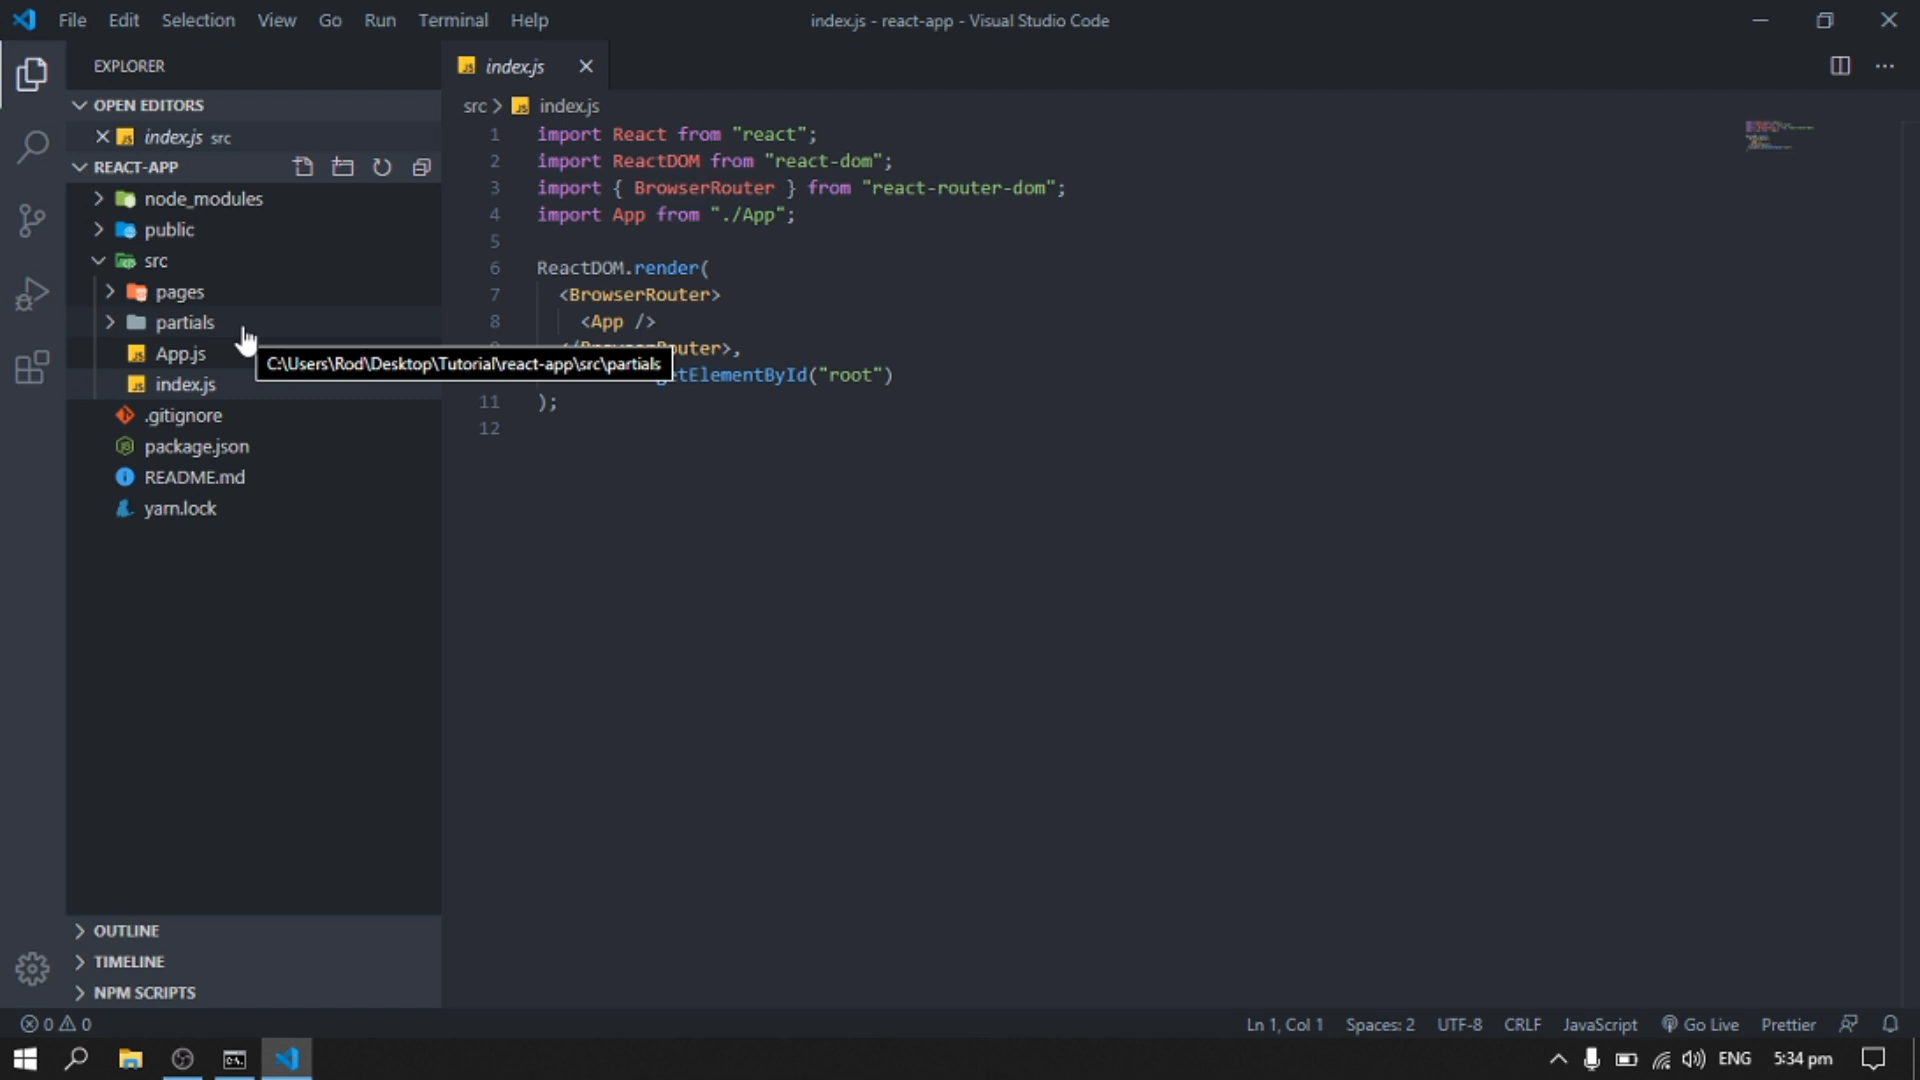 File Edit Selection View Go Run Terminal Help
index.js - react-app - Visual Studio Code
EXPLORER
OPEN EDITORS
index.js src
REACT-APP
node_modules
public
src
pages
partials
App.js
index.js
.gitignore
package.json
README.md
yarn.lock
OUTLINE
TIMELINE
NPM SCRIPTS
index.js
src > index.js
1 import React from "react";
2 import ReactDOM from "react-dom";
3 import { BrowserRouter } from "react-router-dom";
4 import App from "./App";
5
6 ReactDOM.render(
7 <BrowserRouter>
8 <App />
</BrowserRouter>,
C:\Users\Rod\Desktop\Tutorial\react-app\src\partials
getElementById("root")
11 );
12
0 0
Ln 1, Col 1 Spaces: 2 UTF-8 CRLF JavaScript Go Live Prettier
ENG 5:34 pm